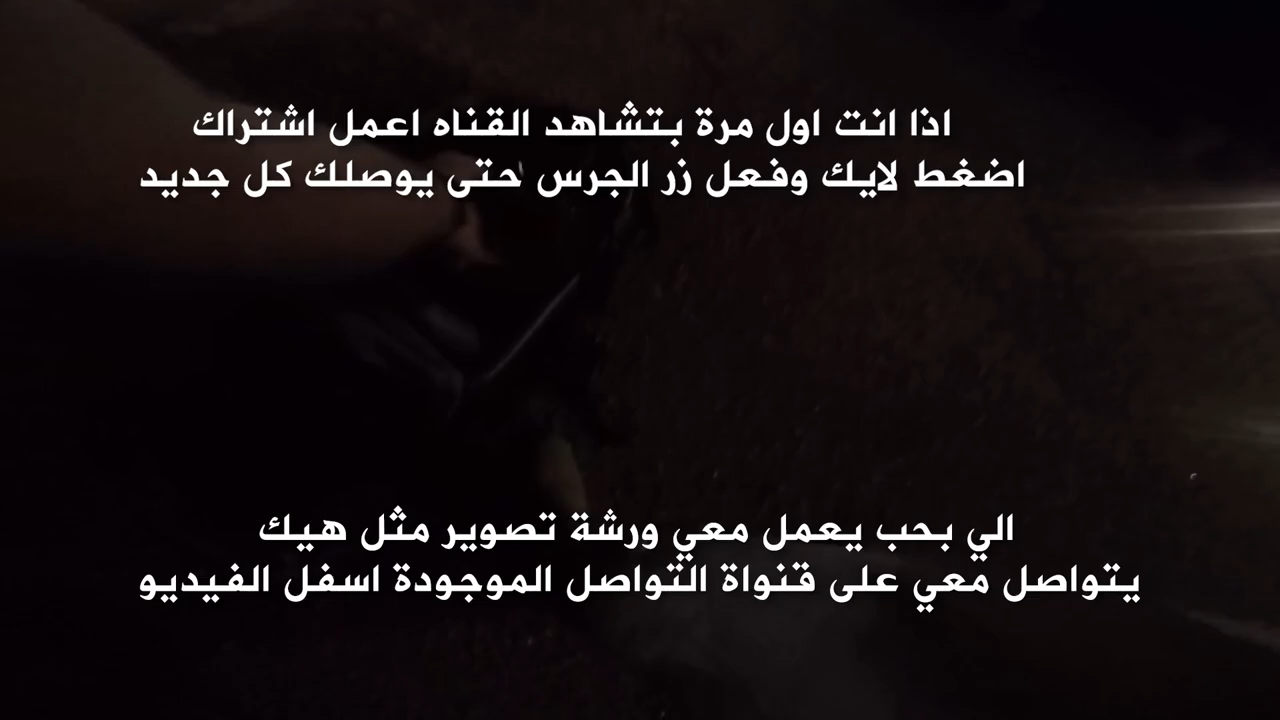 اذا انت اول مرة بتشاهد القناه اعمل اشتراك
اضغط لايك وفعل زر الجرس حتى يوصلك كل جديد
الي بحب يعمل معي ورشة تصوير مثل هيك
يتواصل معي على قنواة التواصل الموجودة اسفل الفيديو